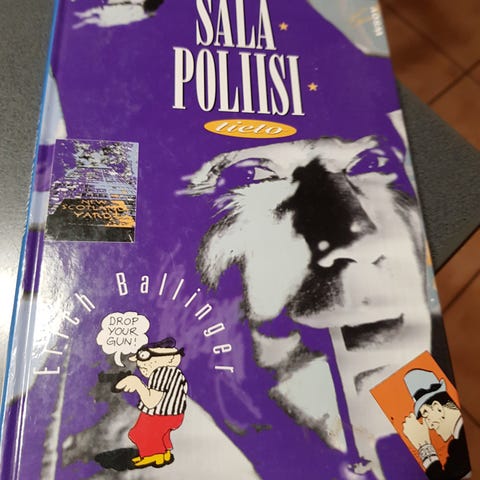 SALA
POLIISI
tieto
NEW
SCOTLAND
YARD
Erich Ballinger
DROP
YOUR
GUN!